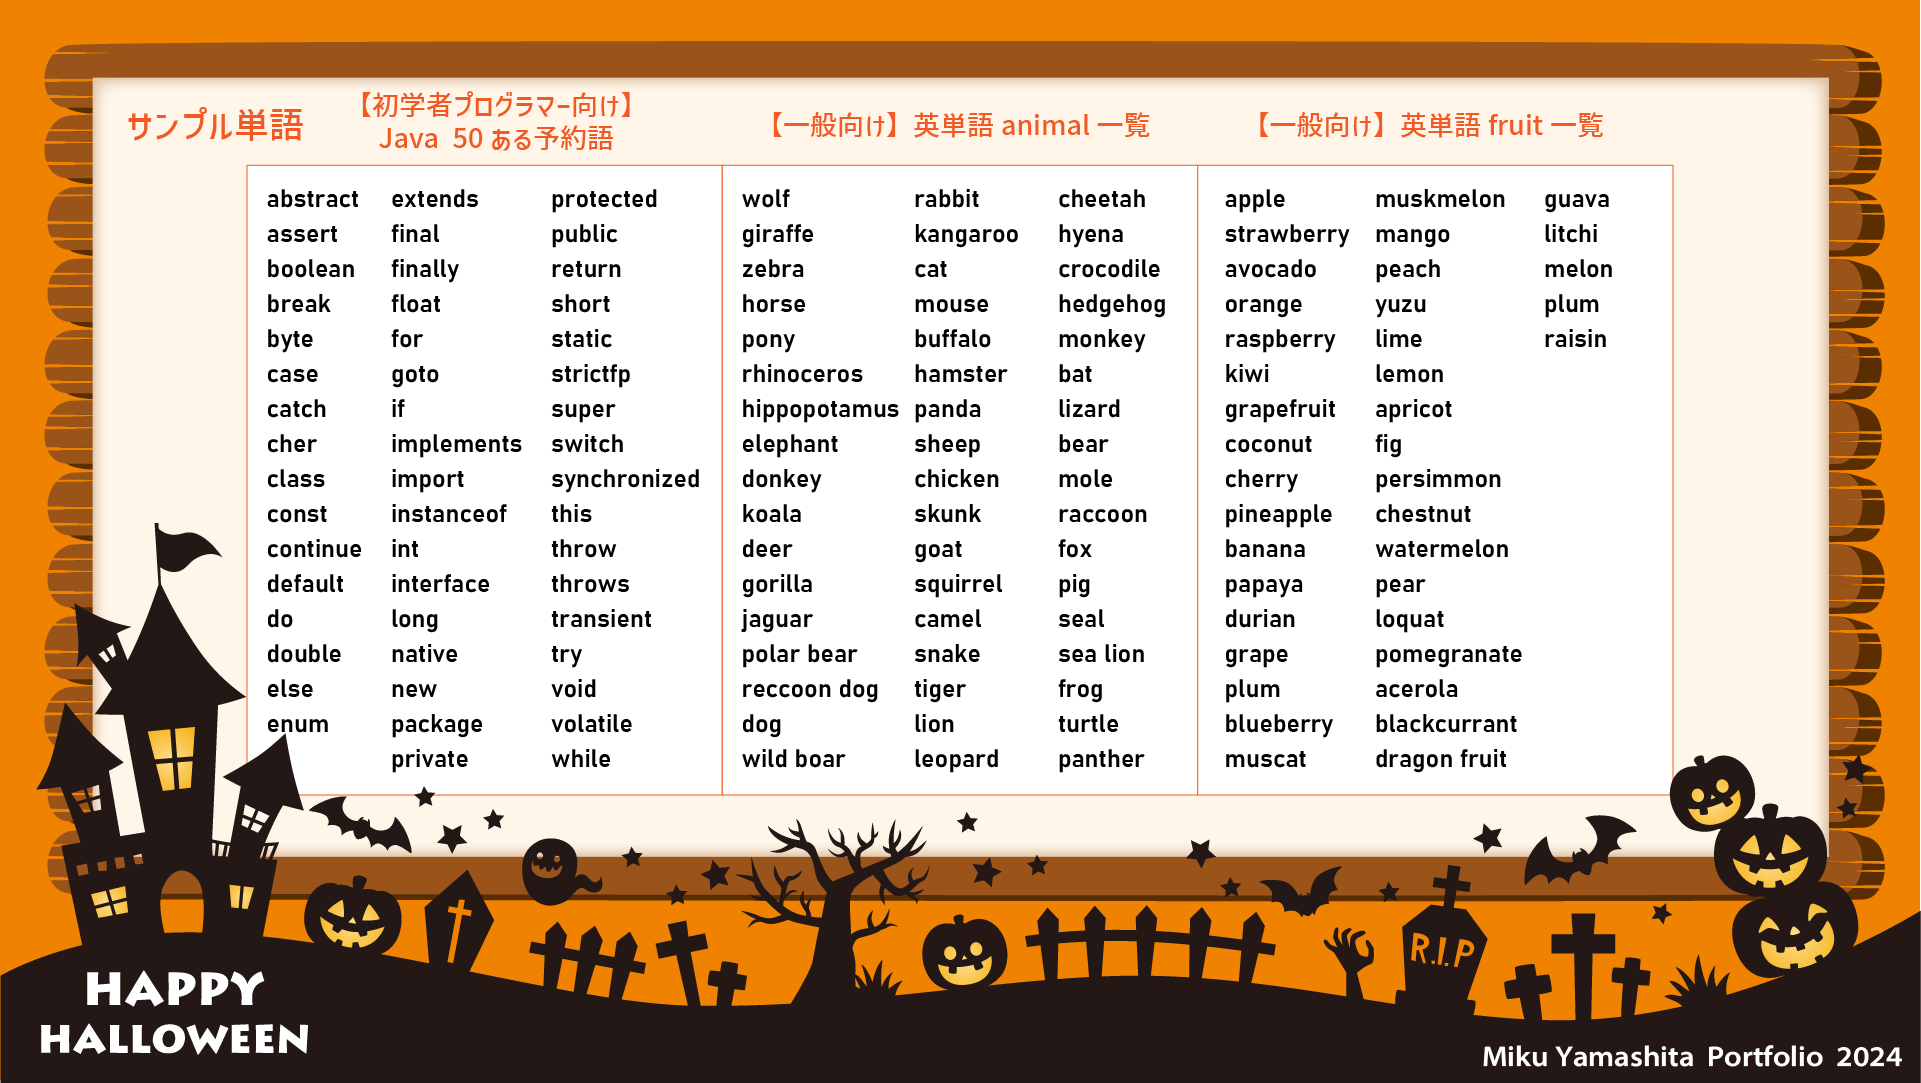 サンプル単語
【初学者プログラマー向け】
Java 50 ある予約語
【一般向け】英単語 animal 一覧
【一般向け】英単語 fruit 一覧
abstract extends protected
assert final public
boolean finally return
break float short
byte for static
case goto strictfp
catch if super
cher implements switch
class import synchronized
const instanceof this
continue int throw
default interface throws
do long transient
double native try
else new void
enum package volatile
private while
wolf rabbit cheetah
giraffe kangaroo hyena
zebra cat crocodile
horse mouse hedgehog
pony buffalo monkey
rhinoceros hamster bat
hippopotamus panda lizard
elephant sheep bear
donkey chicken mole
koala skunk raccoon
deer goat fox
gorilla squirrel pig
jaguar camel seal
polar bear snake sea lion
reccoon dog tiger frog
dog lion turtle
wild boar leopard panther
apple muskmelon guava
strawberry mango litchi
avocado peach melon
orange yuzu plum
raspberry lime raisin
kiwi lemon
grapefruit apricot
coconut fig
cherry persimmon
pineapple chestnut
banana watermelon
papaya pear
durian loquat
grape pomegranate
plum acerola
blueberry blackcurrant
muscat dragon fruit
R.I.P
HAPPY
HALLOWEEN
Miku Yamashita Portfolio 2024